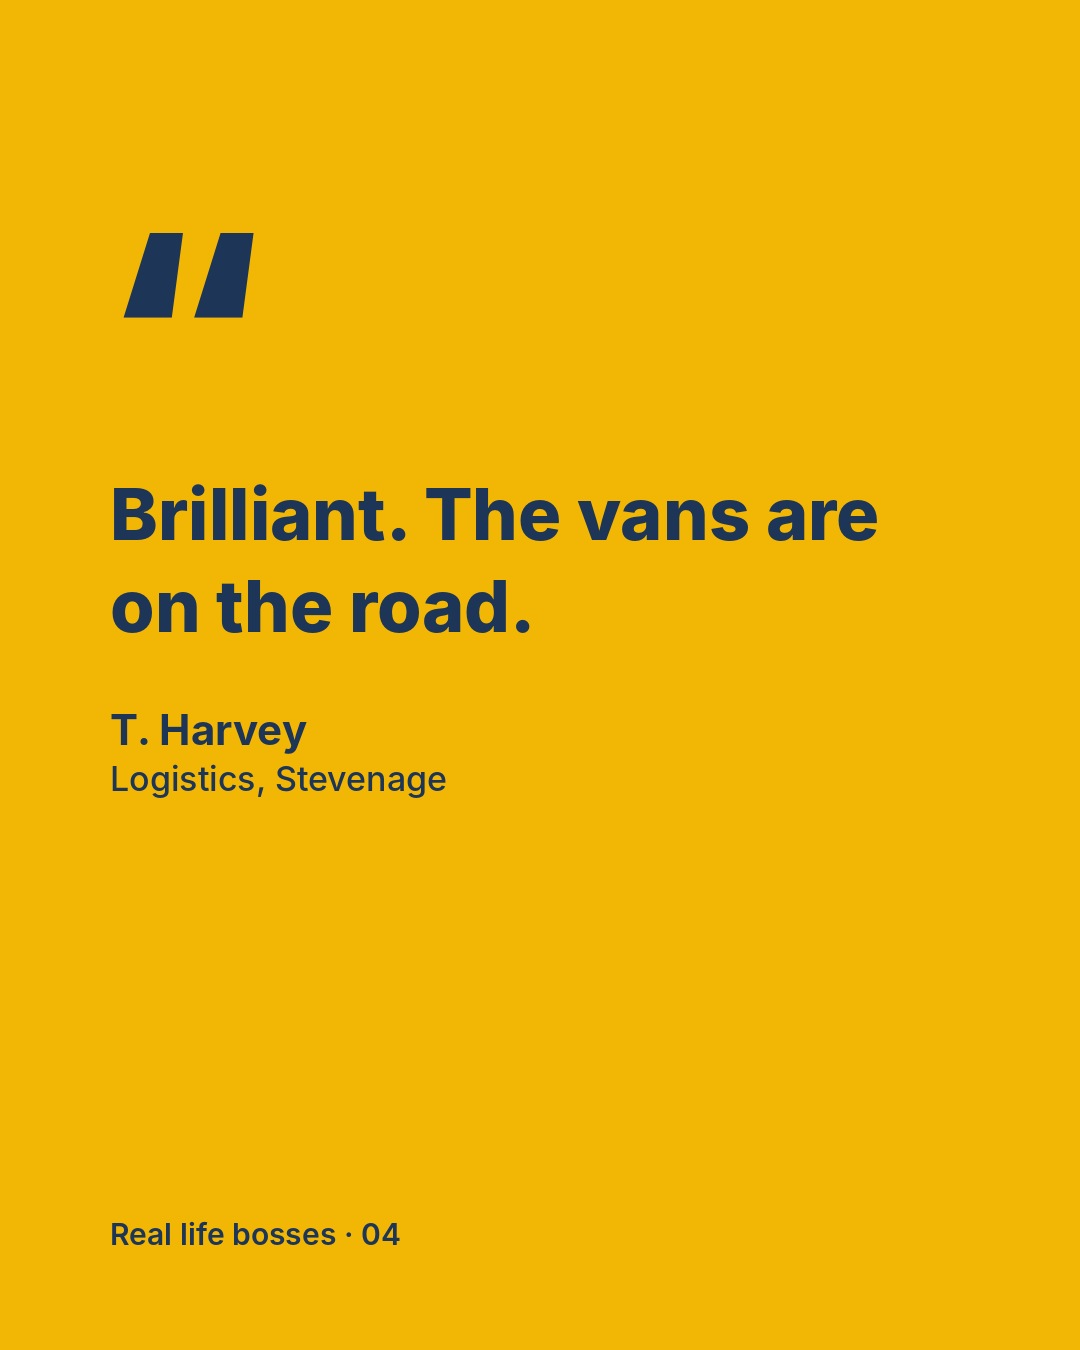 “
Brilliant. The vans are
on the road.
T. Harvey
Logistics, Stevenage
Real life bosses · 04